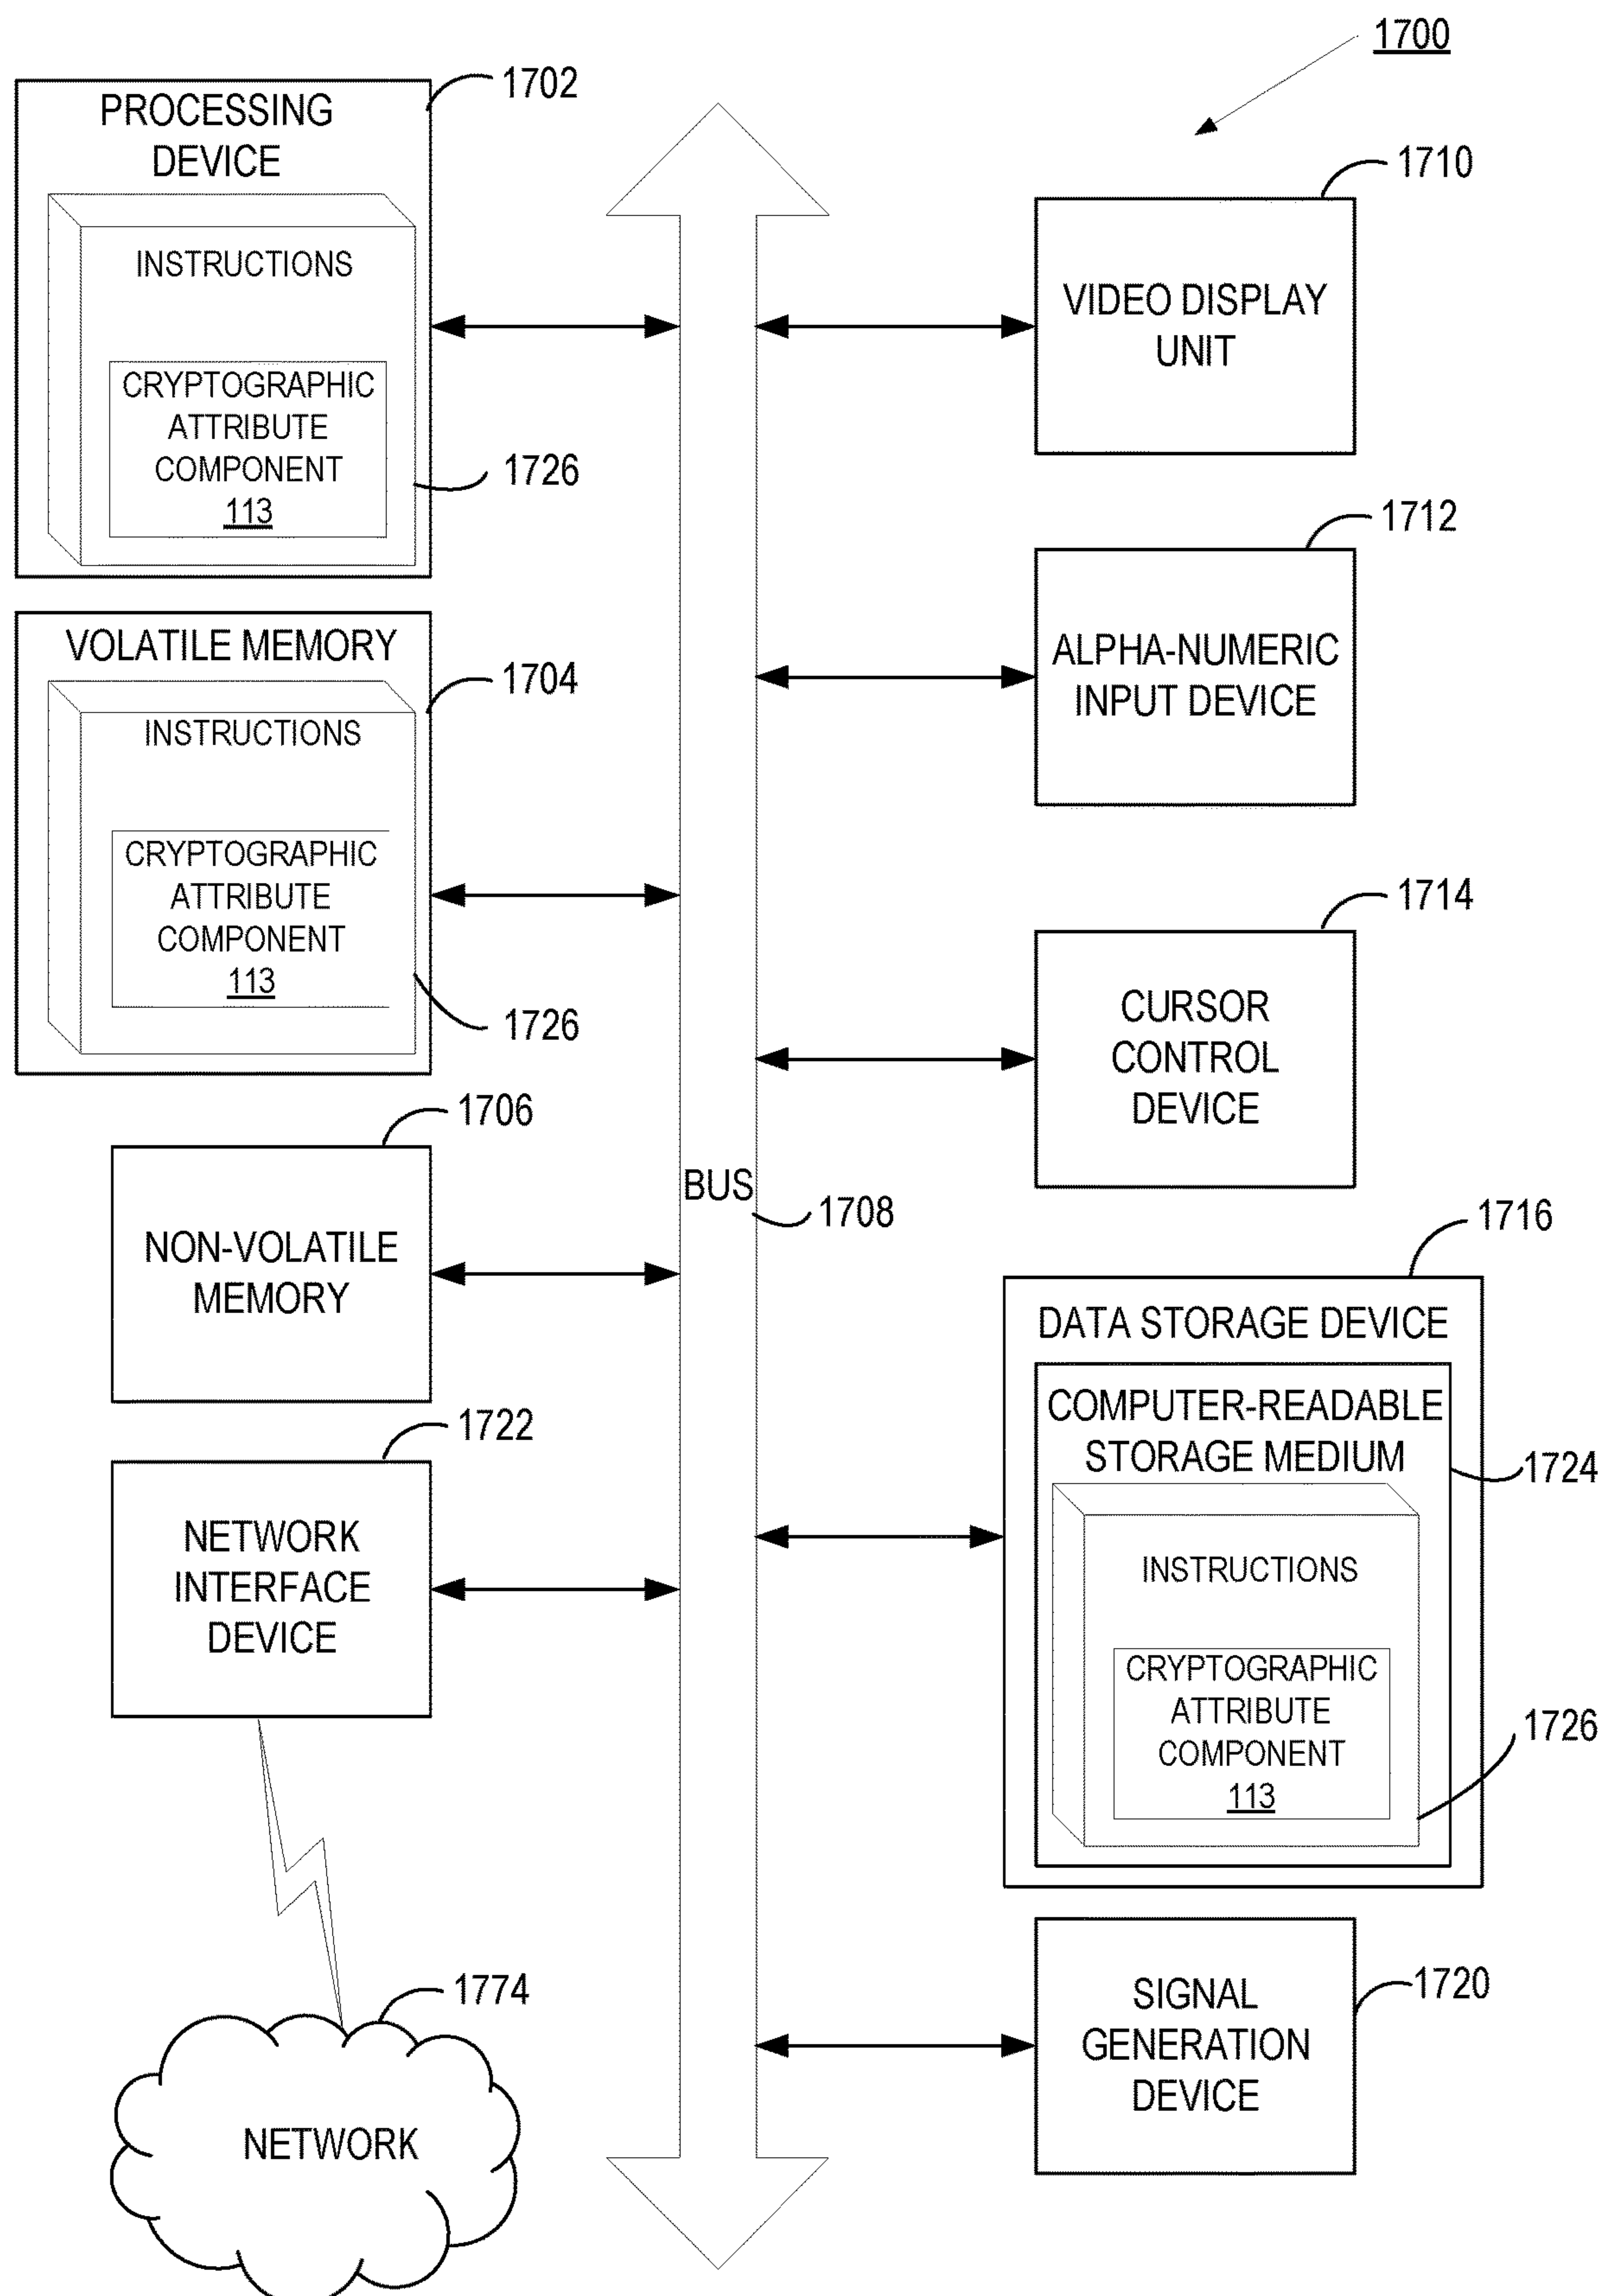 1700
1702
PROCESSING
DEVICE
INSTRUCTIONS
CRYPTOGRAPHIC
ATTRIBUTE
COMPONENT
113
1726
VOLATILE MEMORY
1704
INSTRUCTIONS
CRYPTOGRAPHIC
ATTRIBUTE
COMPONENT
113
1726
1706
NON-VOLATILE
MEMORY
1722
NETWORK
INTERFACE
DEVICE
1774
NETWORK
BUS
1708
1710
VIDEO DISPLAY
UNIT
1712
ALPHA-NUMERIC
INPUT DEVICE
1714
CURSOR
CONTROL
DEVICE
1716
DATA STORAGE DEVICE
COMPUTER-READABLE
STORAGE MEDIUM
1724
INSTRUCTIONS
CRYPTOGRAPHIC
ATTRIBUTE
COMPONENT
113
1726
SIGNAL
GENERATION
DEVICE
1720